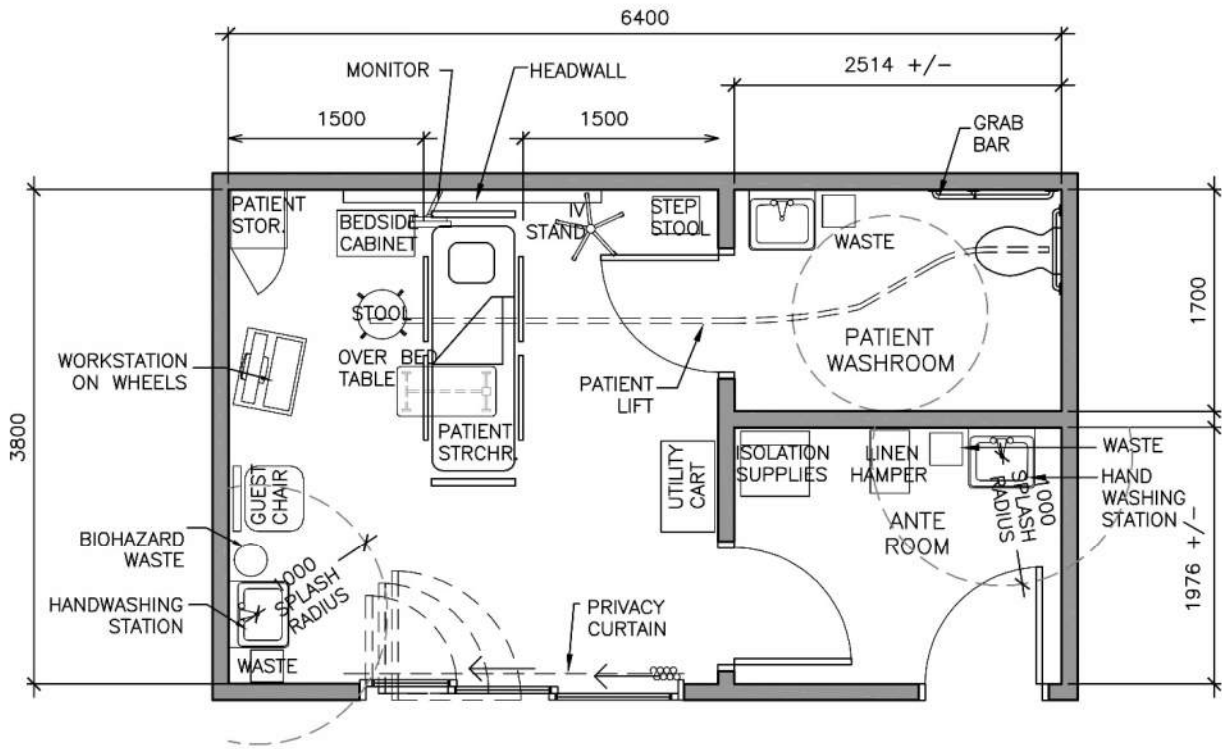 6400
2514 +/-
MONITOR
HEADWALL
1500
1500
GRAB
BAR
PATIENT
STOR.
BEDSIDE
CABINET
IV
STAND
STEP
STOOL
WASTE
STOOL
1700
PATIENT
WASHROOM
WORKSTATION
ON WHEELS
OVER BED
TABLE
PATIENT
LIFT
3800
PATIENT
STRCHR.
UTILITY
CART
ISOLATION
SUPPLIES
LINEN
HAMPER
WASTE
HAND
WASHING
STATION
1000
SPLASH
RADIUS
GUEST
CHAIR
ANTE
ROOM
1976 +/-
BIOHAZARD
WASTE
1000
SPLASH
RADIUS
HANDWASHING
STATION
PRIVACY
CURTAIN
WASTE